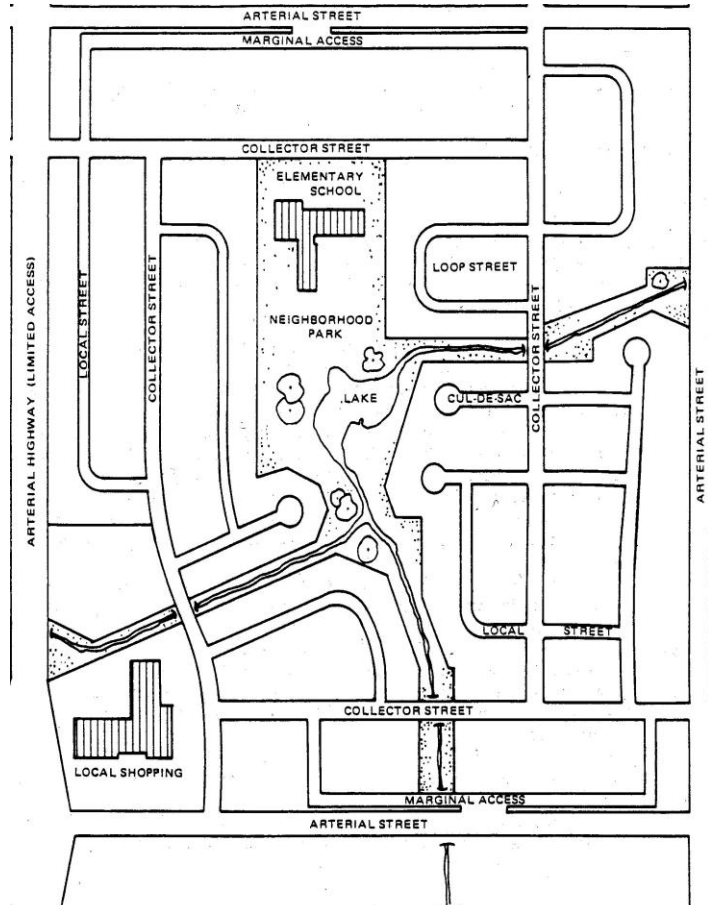 ARTERIAL STREET
MARGINAL ACCESS
COLLECTOR STREET
ELEMENTARY
SCHOOL
LOOP STREET
ARTERIAL HIGHWAY (LIMITED ACCESS)
LOCAL STREET
COLLECTOR STREET
NEIGHBORHOOD
PARK
COLLECTOR STREET
LAKE
CUL-DE-SAC
ARTERIAL STREET
LOCAL STREET
COLLECTOR STREET
LOCAL SHOPPING
MARGINAL ACCESS
ARTERIAL STREET